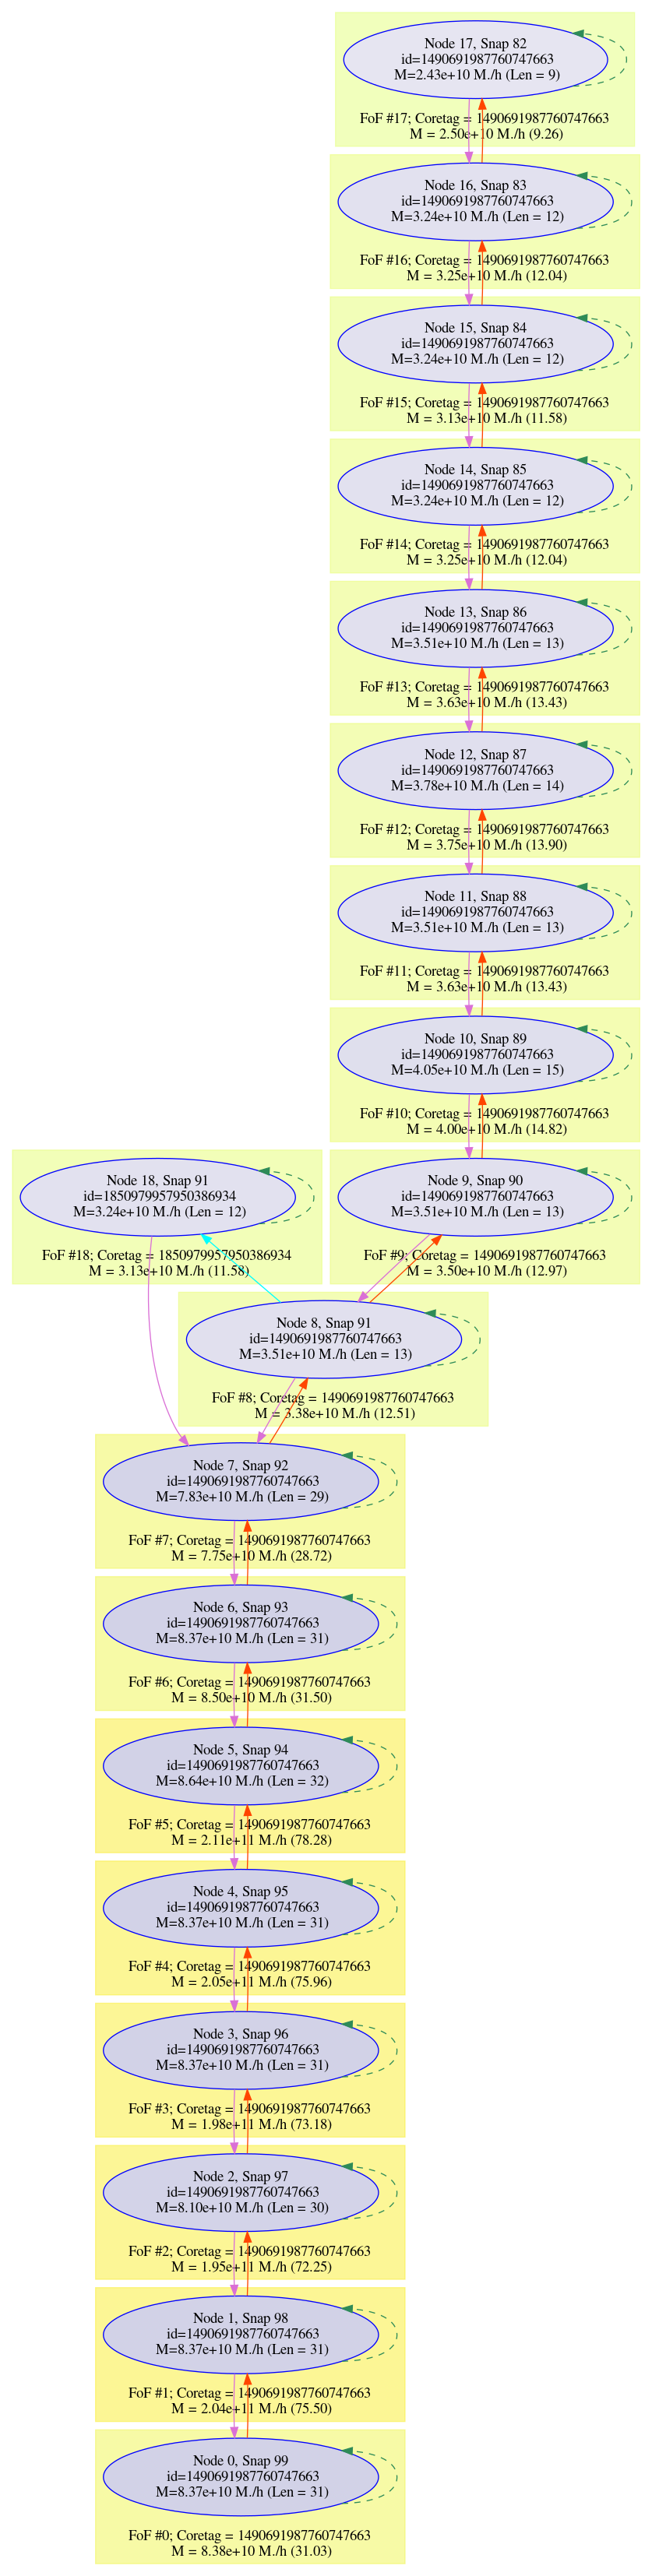 Node 17, Snap 82
id=1490691987760747663
M=2.43e+10 M./h (Len = 9)
FoF #17; Coretag = 1490691987760747663
M = 2.50e+10 M./h (9.26)
Node 16, Snap 83
id=1490691987760747663
M=3.24e+10 M./h (Len = 12)
FoF #16; Coretag = 1490691987760747663
M = 3.25e+10 M./h (12.04)
Node 15, Snap 84
id=1490691987760747663
M=3.24e+10 M./h (Len = 12)
FoF #15; Coretag = 1490691987760747663
M = 3.13e+10 M./h (11.58)
Node 14, Snap 85
id=1490691987760747663
M=3.24e+10 M./h (Len = 12)
FoF #14; Coretag = 1490691987760747663
M = 3.25e+10 M./h (12.04)
Node 13, Snap 86
id=1490691987760747663
M=3.51e+10 M./h (Len = 13)
FoF #13; Coretag = 1490691987760747663
M = 3.63e+10 M./h (13.43)
Node 12, Snap 87
id=1490691987760747663
M=3.78e+10 M./h (Len = 14)
FoF #12; Coretag = 1490691987760747663
M = 3.75e+10 M./h (13.90)
Node 11, Snap 88
id=1490691987760747663
M=3.51e+10 M./h (Len = 13)
FoF #11; Coretag = 1490691987760747663
M = 3.63e+10 M./h (13.43)
Node 10, Snap 89
id=1490691987760747663
M=4.05e+10 M./h (Len = 15)
FoF #10; Coretag = 1490691987760747663
M = 4.00e+10 M./h (14.82)
Node 18, Snap 91
id=1850979957950386934
M=3.24e+10 M./h (Len = 12)
FoF #18; Coretag = 1850979957950386934
M = 3.13e+10 M./h (11.58)
Node 9, Snap 90
id=1490691987760747663
M=3.51e+10 M./h (Len = 13)
FoF #9; Coretag = 1490691987760747663
M = 3.50e+10 M./h (12.97)
Node 8, Snap 91
id=1490691987760747663
M=3.51e+10 M./h (Len = 13)
FoF #8; Coretag = 1490691987760747663
M = 3.38e+10 M./h (12.51)
Node 7, Snap 92
id=1490691987760747663
M=7.83e+10 M./h (Len = 29)
FoF #7; Coretag = 1490691987760747663
M = 7.75e+10 M./h (28.72)
Node 6, Snap 93
id=1490691987760747663
M=8.37e+10 M./h (Len = 31)
FoF #6; Coretag = 1490691987760747663
M = 8.50e+10 M./h (31.50)
Node 5, Snap 94
id=1490691987760747663
M=8.64e+10 M./h (Len = 32)
FoF #5; Coretag = 1490691987760747663
M = 2.11e+11 M./h (78.28)
Node 4, Snap 95
id=1490691987760747663
M=8.37e+10 M./h (Len = 31)
FoF #4; Coretag = 1490691987760747663
M = 2.05e+11 M./h (75.96)
Node 3, Snap 96
id=1490691987760747663
M=8.37e+10 M./h (Len = 31)
FoF #3; Coretag = 1490691987760747663
M = 1.98e+11 M./h (73.18)
Node 2, Snap 97
id=1490691987760747663
M=8.10e+10 M./h (Len = 30)
FoF #2; Coretag = 1490691987760747663
M = 1.95e+11 M./h (72.25)
Node 1, Snap 98
id=1490691987760747663
M=8.37e+10 M./h (Len = 31)
FoF #1; Coretag = 1490691987760747663
M = 2.04e+11 M./h (75.50)
Node 0, Snap 99
id=1490691987760747663
M=8.37e+10 M./h (Len = 31)
FoF #0; Coretag = 1490691987760747663
M = 8.38e+10 M./h (31.03)